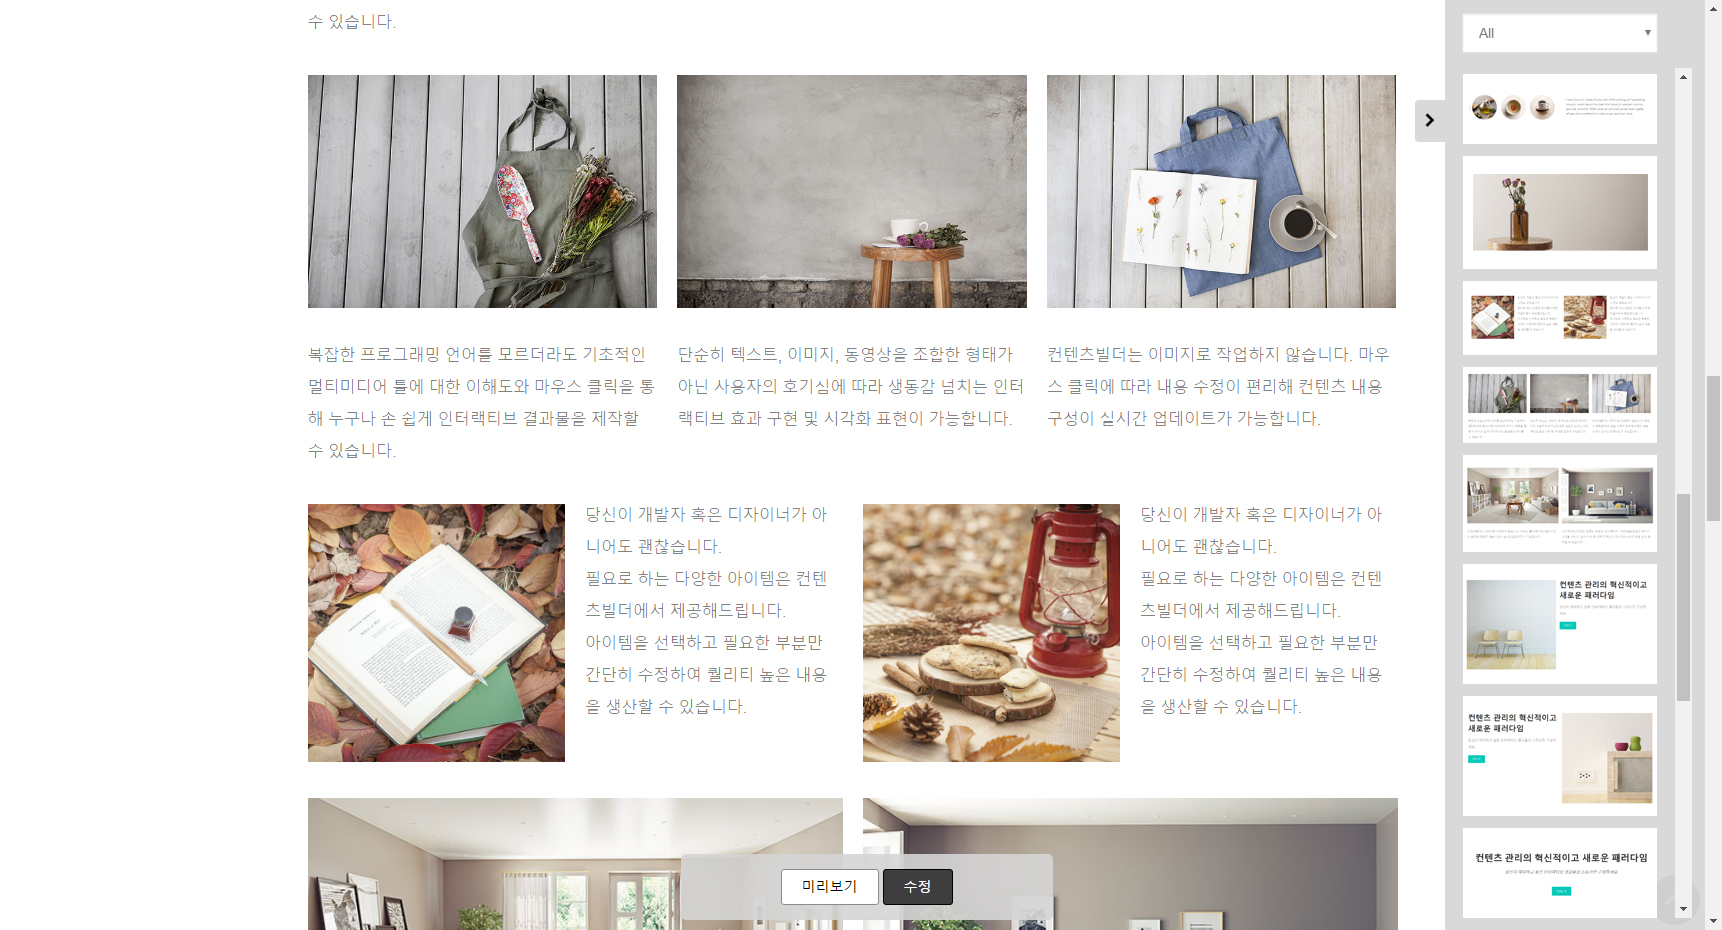 수 있습니다.
All
복잡한 프로그래밍 언어를 모르더라도 기초적인
멀티미디어 툴에 대한 이해도와 마우스 클릭을 통
해 누구나 손 쉽게 인터랙티브 결과물을 제작할
수 있습니다.
단순히 텍스트, 이미지, 동영상을 조합한 형태가
아닌 사용자의 호기심에 따라 생동감 넘치는 인터
랙티브 효과 구현 및 시각화 표현이 가능합니다.
컨텐츠빌더는 이미지로 작업하지 않습니다. 마우
스 클릭에 따라 내용 수정이 편리해 컨텐츠 내용
구성이 실시간 업데이트가 가능합니다.
당신이 개발자 혹은 디자이너가 아
니어도 괜찮습니다.
필요로 하는 다양한 아이템은 컨텐
츠빌더에서 제공해드립니다.
아이템을 선택하고 필요한 부분만
간단히 수정하여 퀄리티 높은 내용
을 생산할 수 있습니다.
당신이 개발자 혹은 디자이너가 아
니어도 괜찮습니다.
필요로 하는 다양한 아이템은 컨텐
츠빌더에서 제공해드립니다.
아이템을 선택하고 필요한 부분만
간단히 수정하여 퀄리티 높은 내용
을 생산할 수 있습니다.
미리보기
수정
컨텐츠 관리의 혁신적이고
새로운 패러다임
컨텐츠 관리의 혁신적이고
새로운 패러다임
컨텐츠 관리의 혁신적이고 새로운 패러다임